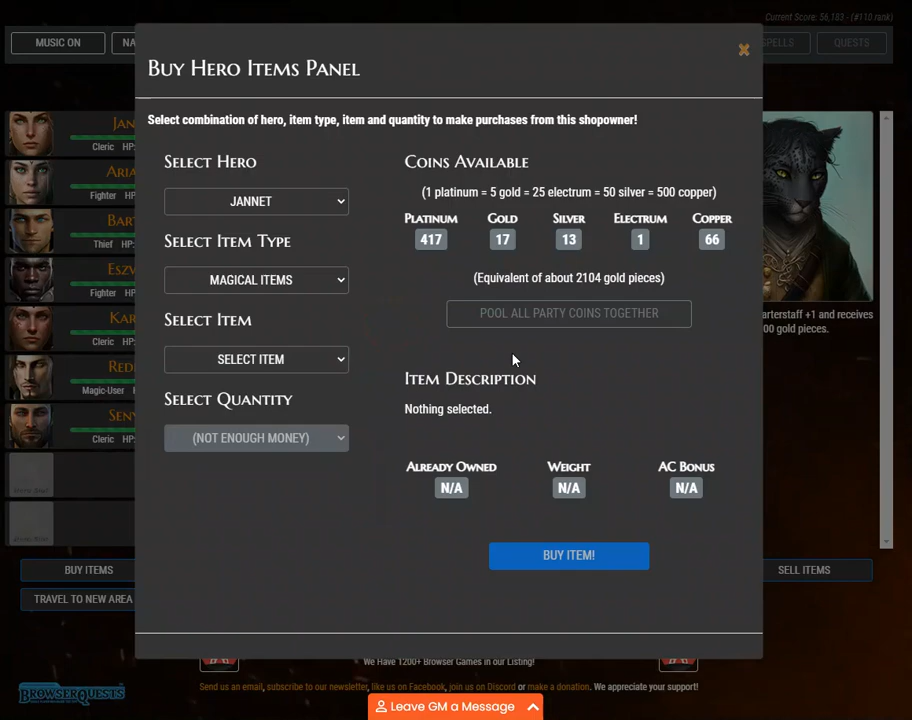 Current Score: 56,183 - (#110 rank)
MUSIC ON
NA
SPELLS
QUESTS
BUY HERO ITEMS PANEL
Select combination of hero, item type, item and quantity to make purchases from this shopowner!
SELECT HERO
JANNET
SELECT ITEM TYPE
MAGICAL ITEMS
SELECT ITEM
SELECT ITEM
SELECT QUANTITY
(NOT ENOUGH MONEY)
COINS AVAILABLE
(1 platinum = 5 gold = 25 electrum = 50 silver = 500 copper)
PLATINUM GOLD SILVER ELECTRUM COPPER
417 17 13 1 66
(Equivalent of about 2104 gold pieces)
POOL ALL PARTY COINS TOGETHER
ITEM DESCRIPTION
Nothing selected.
ALREADY OWNED WEIGHT AC BONUS
N/A N/A N/A
BUY ITEM!
JAN
Cleric HP:
ARIA
Fighter HP:
BART
Thief HP:
ESZV
Fighter HP:
KAR
Cleric HP:
RED
Magic-User HP
SEN
Cleric HP:
arterstaff +1 and receives
00 gold pieces.
BUY ITEMS
SELL ITEMS
TRAVEL TO NEW AREA
We Have 1200+ Browser Games in our Listing!
BROWSERQUESTS
Send us an email, subscribe to our newsletter, like us on Facebook, join us on Discord or make a donation. We appreciate your support!
Leave GM a Message